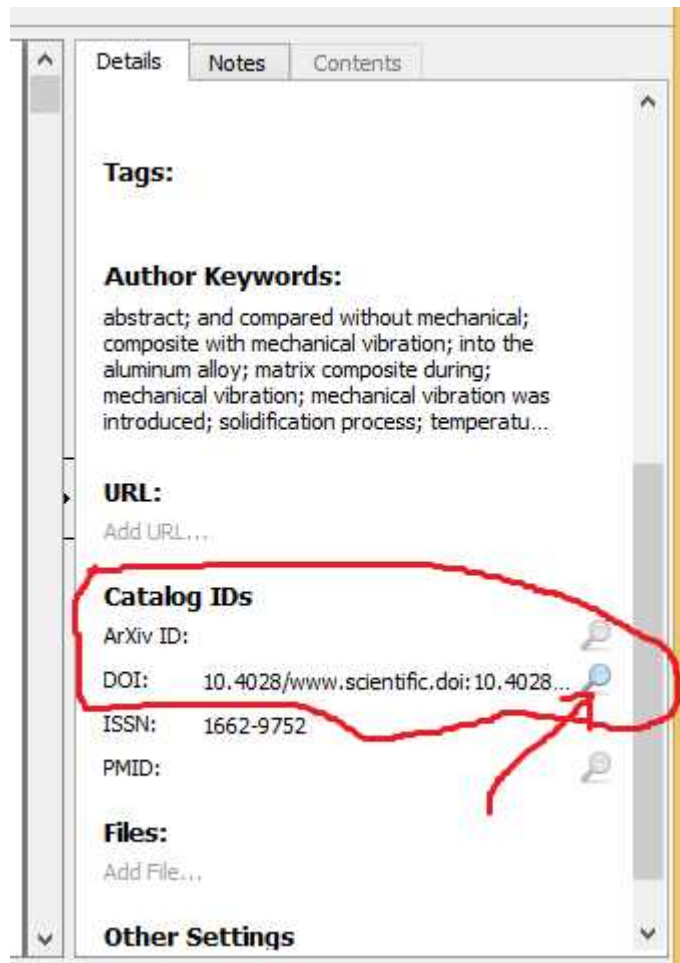 Details Notes Contents
Tags:
Author Keywords:
abstract; and compared without mechanical;
composite with mechanical vibration; into the
aluminum alloy; matrix composite during;
mechanical vibration; mechanical vibration was
introduced; solidification process; temperatu...
URL:
Add URL...
Catalog IDs
ArXiv ID:
DOI: 10.4028/www.scientific.doi:10.4028...
ISSN: 1662-9752
PMID:
Files:
Add File...
Other Settings